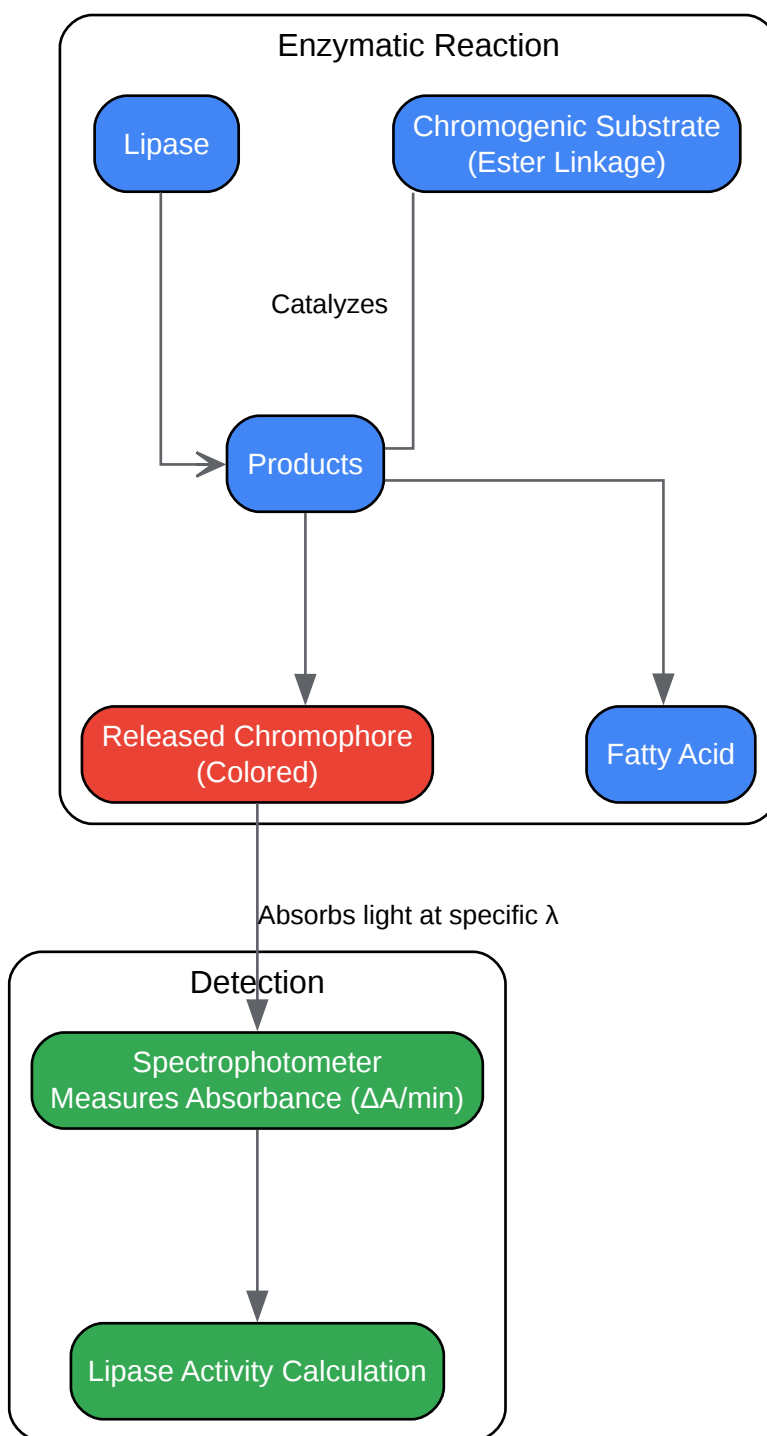 Enzymatic Reaction
Lipase
Chromogenic Substrate
(Ester Linkage)
Catalyzes
Products
Released Chromophore
(Colored)
Fatty Acid
Absorbs light at specific λ
Detection
Spectrophotometer
Measures Absorbance (ΔA/min)
Lipase Activity Calculation